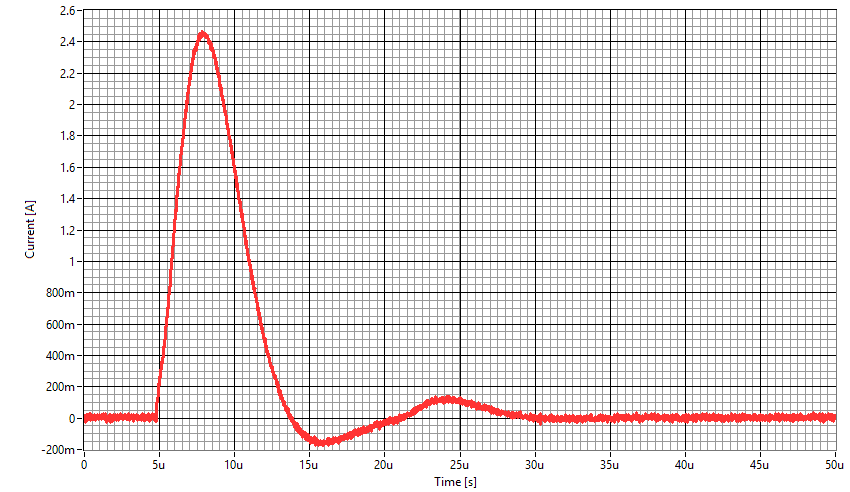 2.6
2.4
2.2
2
1.8
1.6
1.4
1.2
1
800m
600m
400m
200m
0
-200m
Current [A]
0 5u 10u 15u 20u 25u 30u 35u 40u 45u 50u
Time [s]